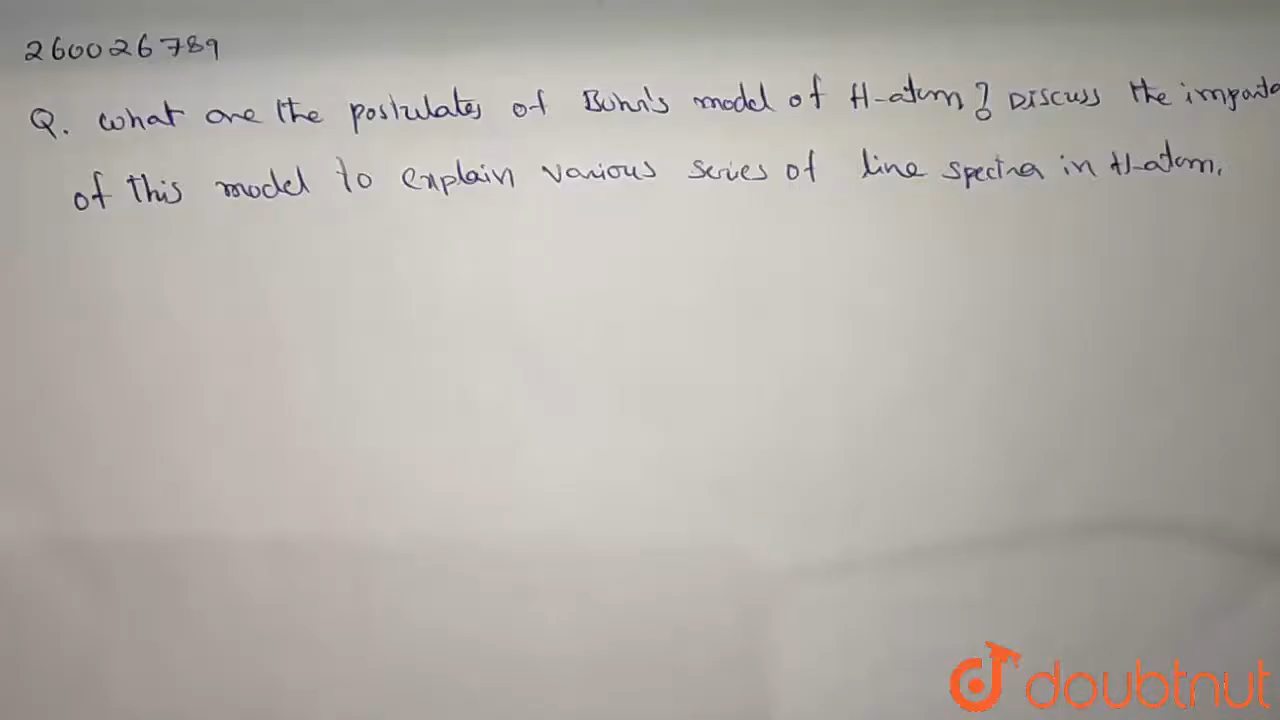 260026789
Q. What are the postulates of Bohr's model of H-atom? Discuss the importa
of this model to explain various series of line spectra in H-atom.
doubtnut